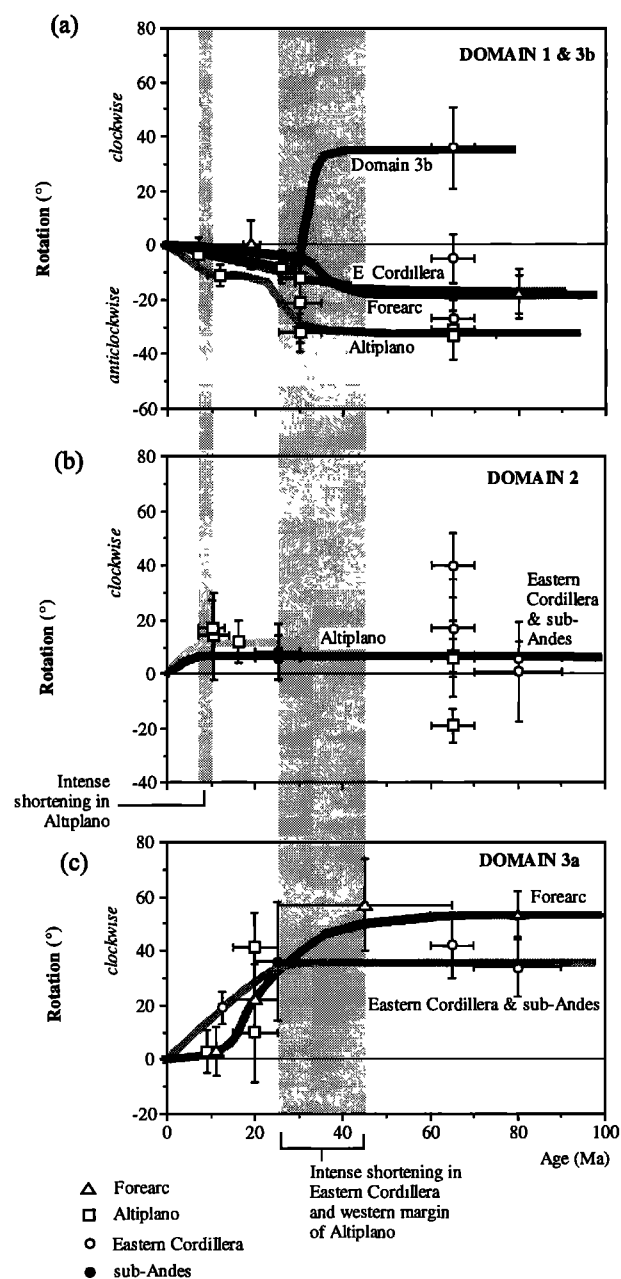 (a)
80
DOMAIN 1 & 3b
60
clockwise
40
20
Domain 3b
Rotation (°)
0
E Cordillera
-20
Forearc
anticlockwise
Altiplano
-40
-60
(b)
80
DOMAIN 2
60
clockwise
40
Eastern
Cordillera
& sub-
Andes
20
Altiplano
Rotation (°)
0
-20
-40
Intense
shortening in
Altiplano
(c)
80
DOMAIN 3a
60
Forearc
clockwise
40
20
Eastern Cordillera & sub-Andes
Rotation (°)
0
-20
0 20 40 60 80 100
Age (Ma)
Intense shortening in
Eastern Cordillera
and western margin
of Altiplano
Forearc
Altiplano
Eastern Cordillera
sub-Andes